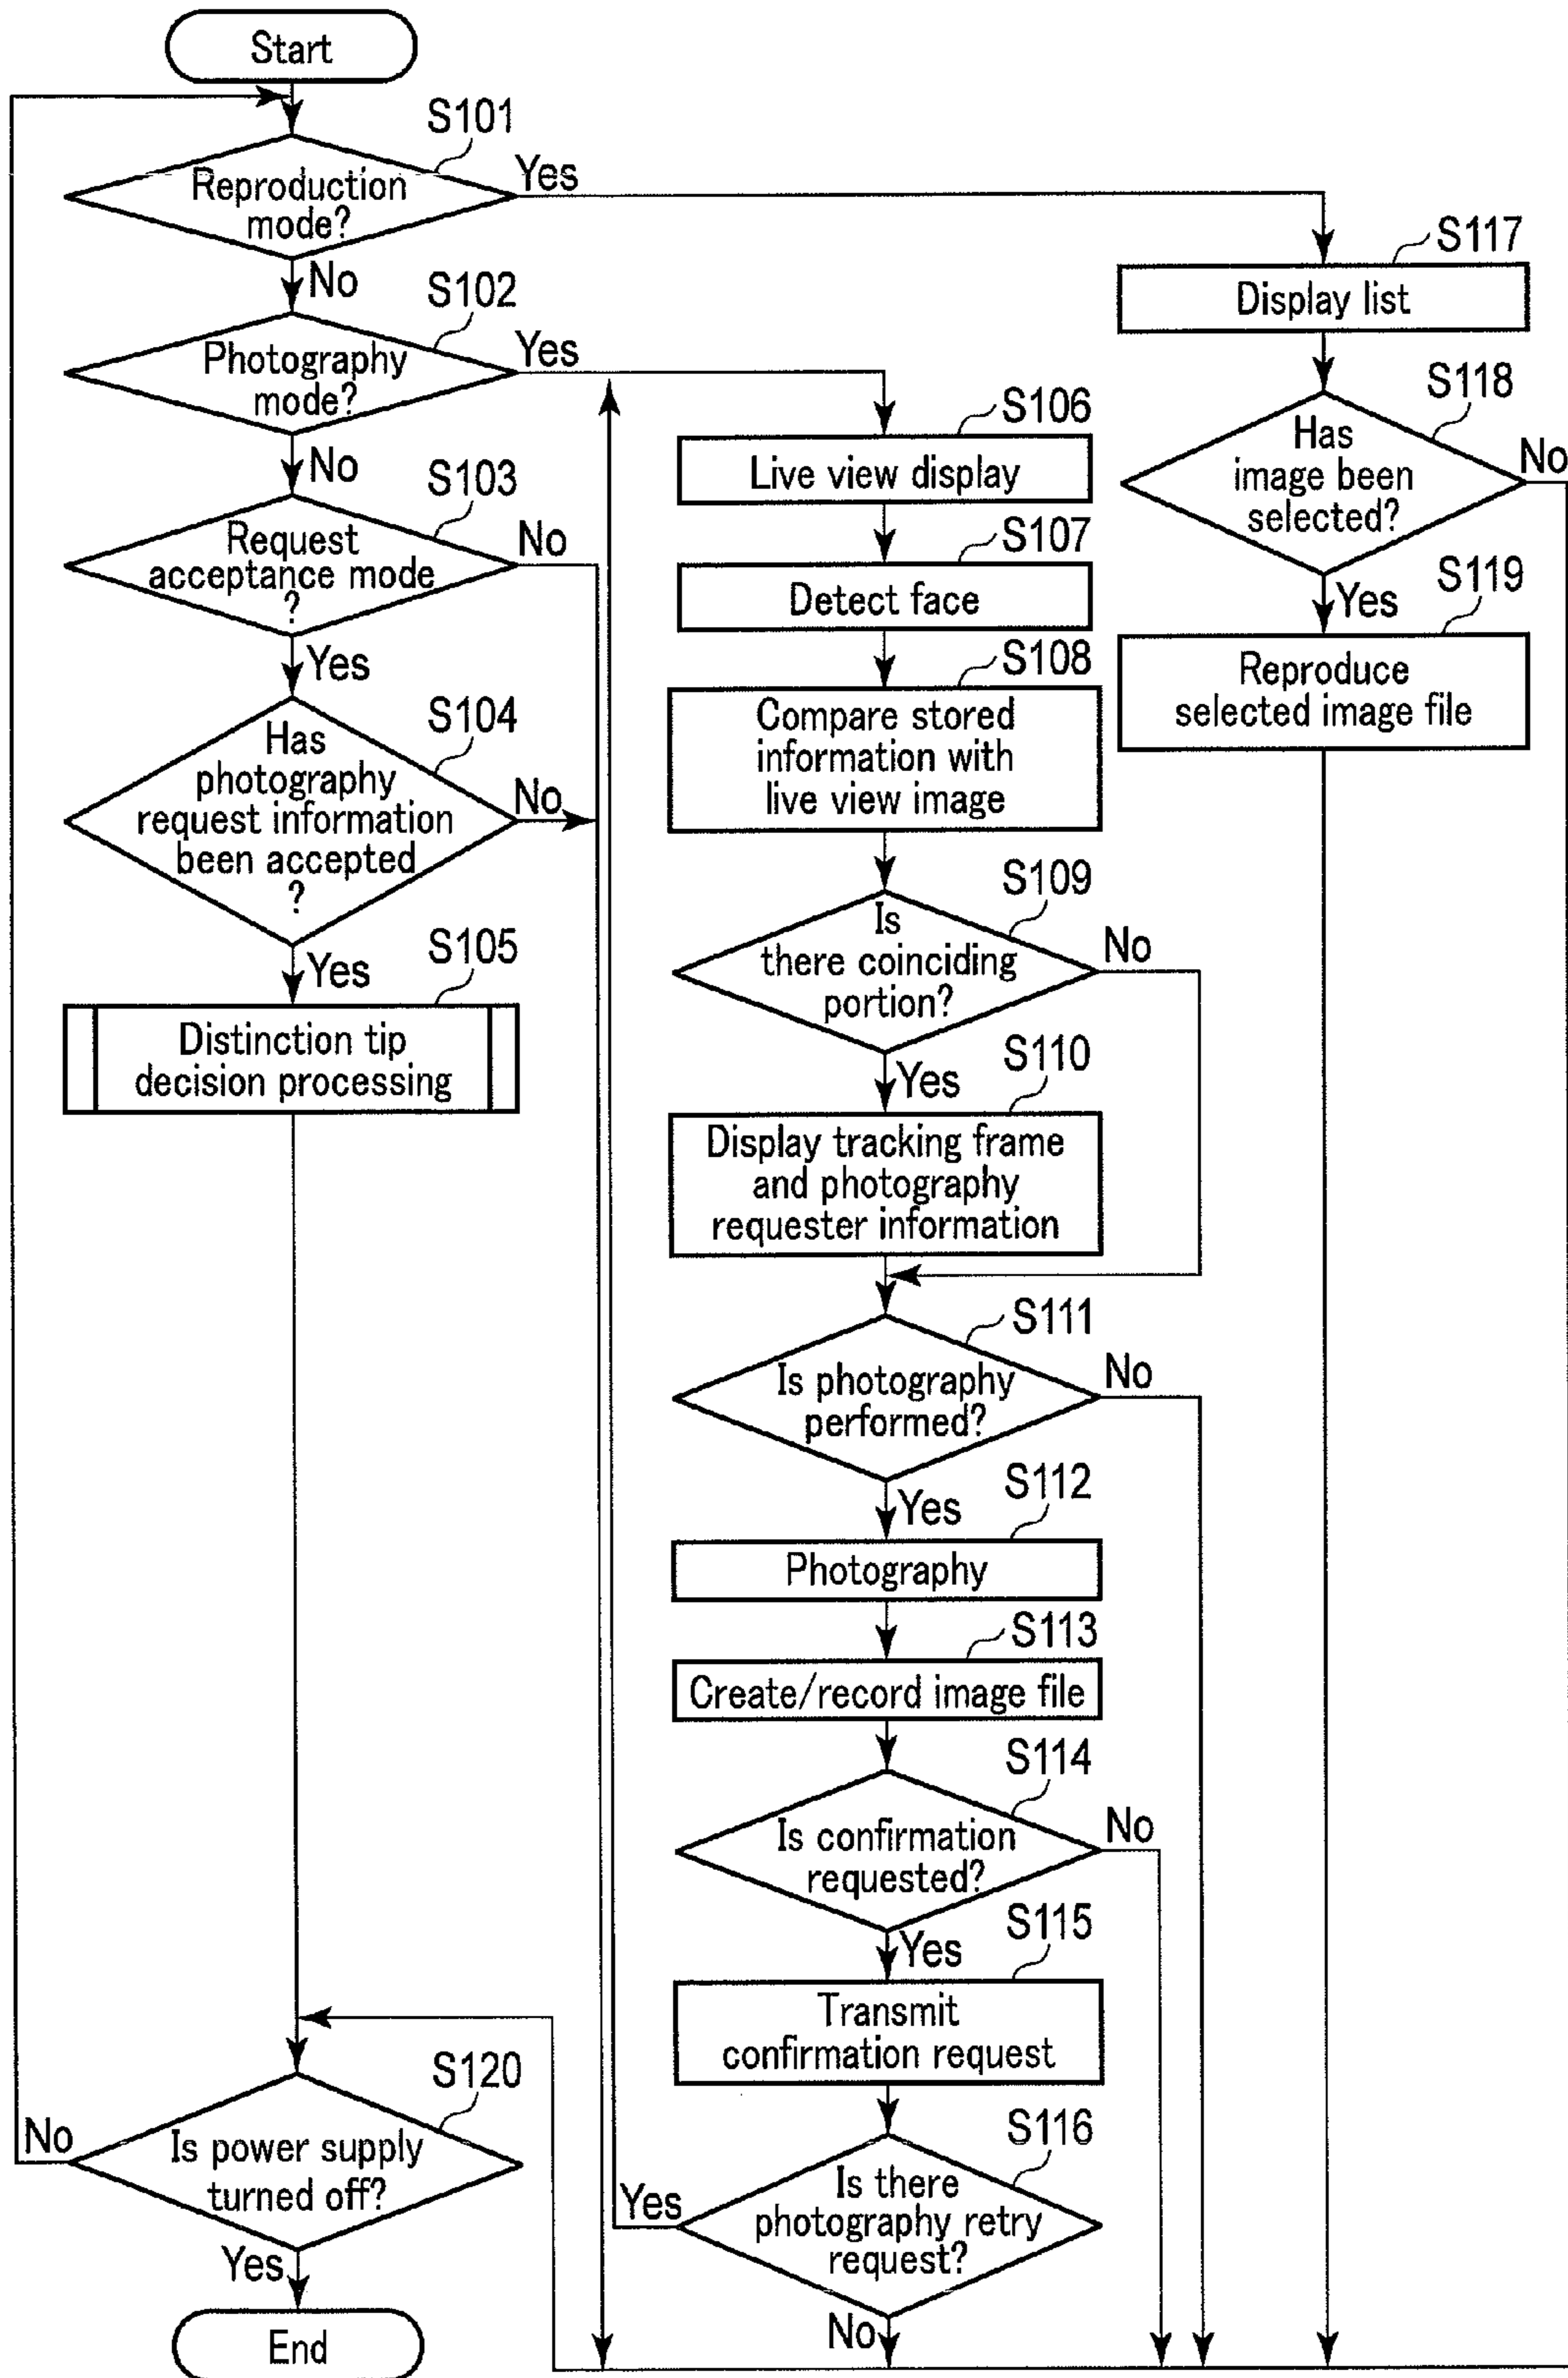 Start
S101
Reproduction
mode?
Yes
No
S102
Photography
mode?
Yes
No
S103
Request
acceptance mode
?
No
Yes
S104
Has
photography
request information
been accepted
?
No
Yes
S105
Distinction tip
decision processing
S106
Live view display
S107
Detect face
S108
Compare stored
information with
live view image
S109
Is
there coinciding
portion?
No
Yes
S110
Display tracking frame
and photography
requester information
S111
Is photography
performed?
No
Yes
S112
Photography
S113
Create/record image file
S114
Is confirmation
requested?
No
Yes
S115
Transmit
confirmation request
S116
Is there
photography retry
request?
Yes
No
S117
Display list
S118
Has
image been
selected?
No
Yes
S119
Reproduce
selected image file
S120
Is power supply
turned off?
No
Yes
End